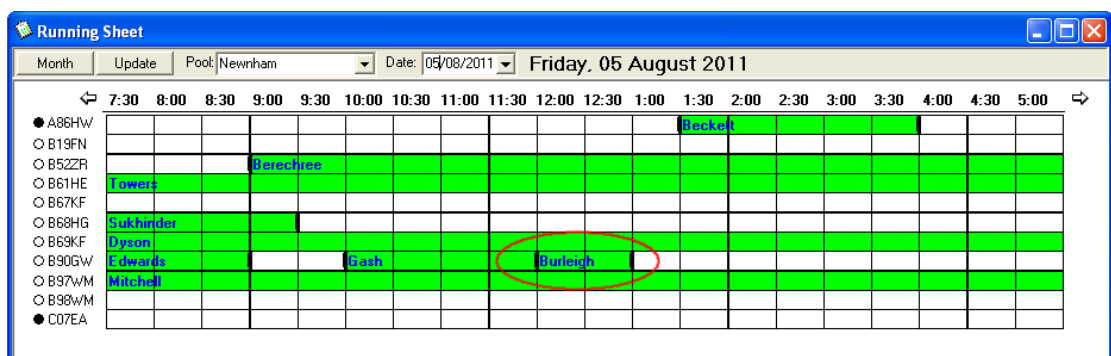 Running Sheet
Month Update Pool: Newnham Date: 05/08/2011 Friday, 05 August 2011
7:30 8:00 8:30 9:00 9:30 10:00 10:30 11:00 11:30 12:00 12:30 1:00 1:30 2:00 2:30 3:00 3:30 4:00 4:30 5:00
A86HW Beckett
B19FN
B52ZR Berechree
B61HE Towers
B67KF
B68HG Sukhinder
B69KF Dyson
B90GW Edwards Gash Burleigh
B97WM Mitchell
B98WM
C07EA